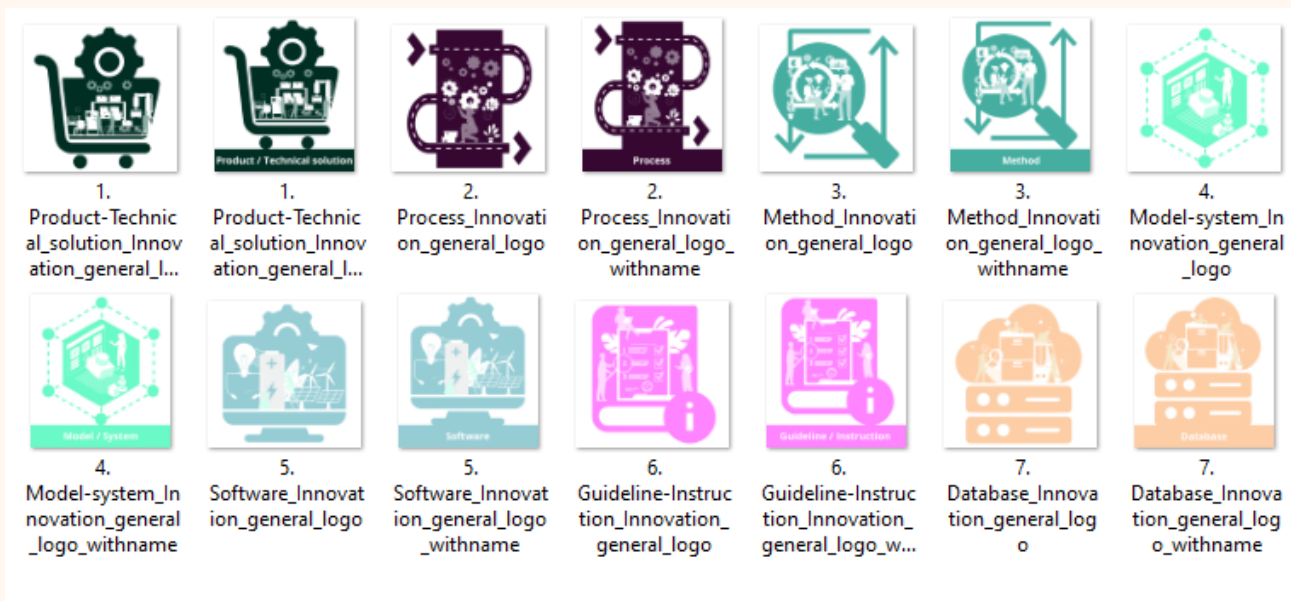 Product / Technical solution
Process
Method
1.
Product-Technic
al_solution_Innov
ation_general_l...
1.
Product-Technic
al_solution_Innov
ation_general_l...
2.
Process_Innovati
on_general_logo
2.
Process_Innovati
on_general_logo_
withname
3.
Method_Innovati
on_general_logo
3.
Method_Innovati
on_general_logo_
withname
4.
Model-system_In
novation_general
_logo
Model / System
Software
Guideline / Instruction
Database
4.
Model-system_In
novation_general
_logo_withname
5.
Software_Innovat
ion_general_logo
5.
Software_Innovat
ion_general_logo
_withname
6.
Guideline-Instruc
tion_Innovation_
general_logo
6.
Guideline-Instruc
tion_Innovation_
general_logo_w...
7.
Database_Innova
tion_general_log
o
7.
Database_Innova
tion_general_log
o_withname